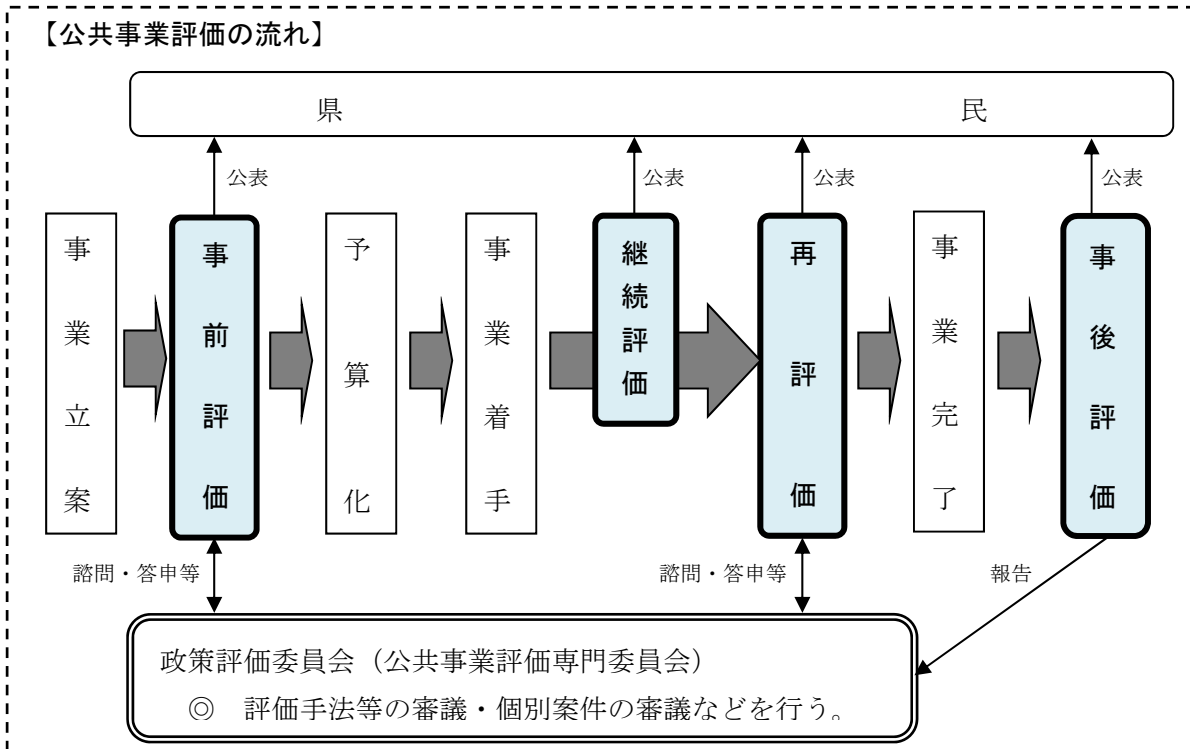 【公共事業評価の流れ】
県 民
公表
公表
公表
公表
事業立案
事前評価
予算化
事業着手
継続評価
再評価
事業完了
事後評価
諮問・答申等
諮問・答申等
報告
政策評価委員会（公共事業評価専門委員会）
◎ 評価手法等の審議・個別案件の審議などを行う。